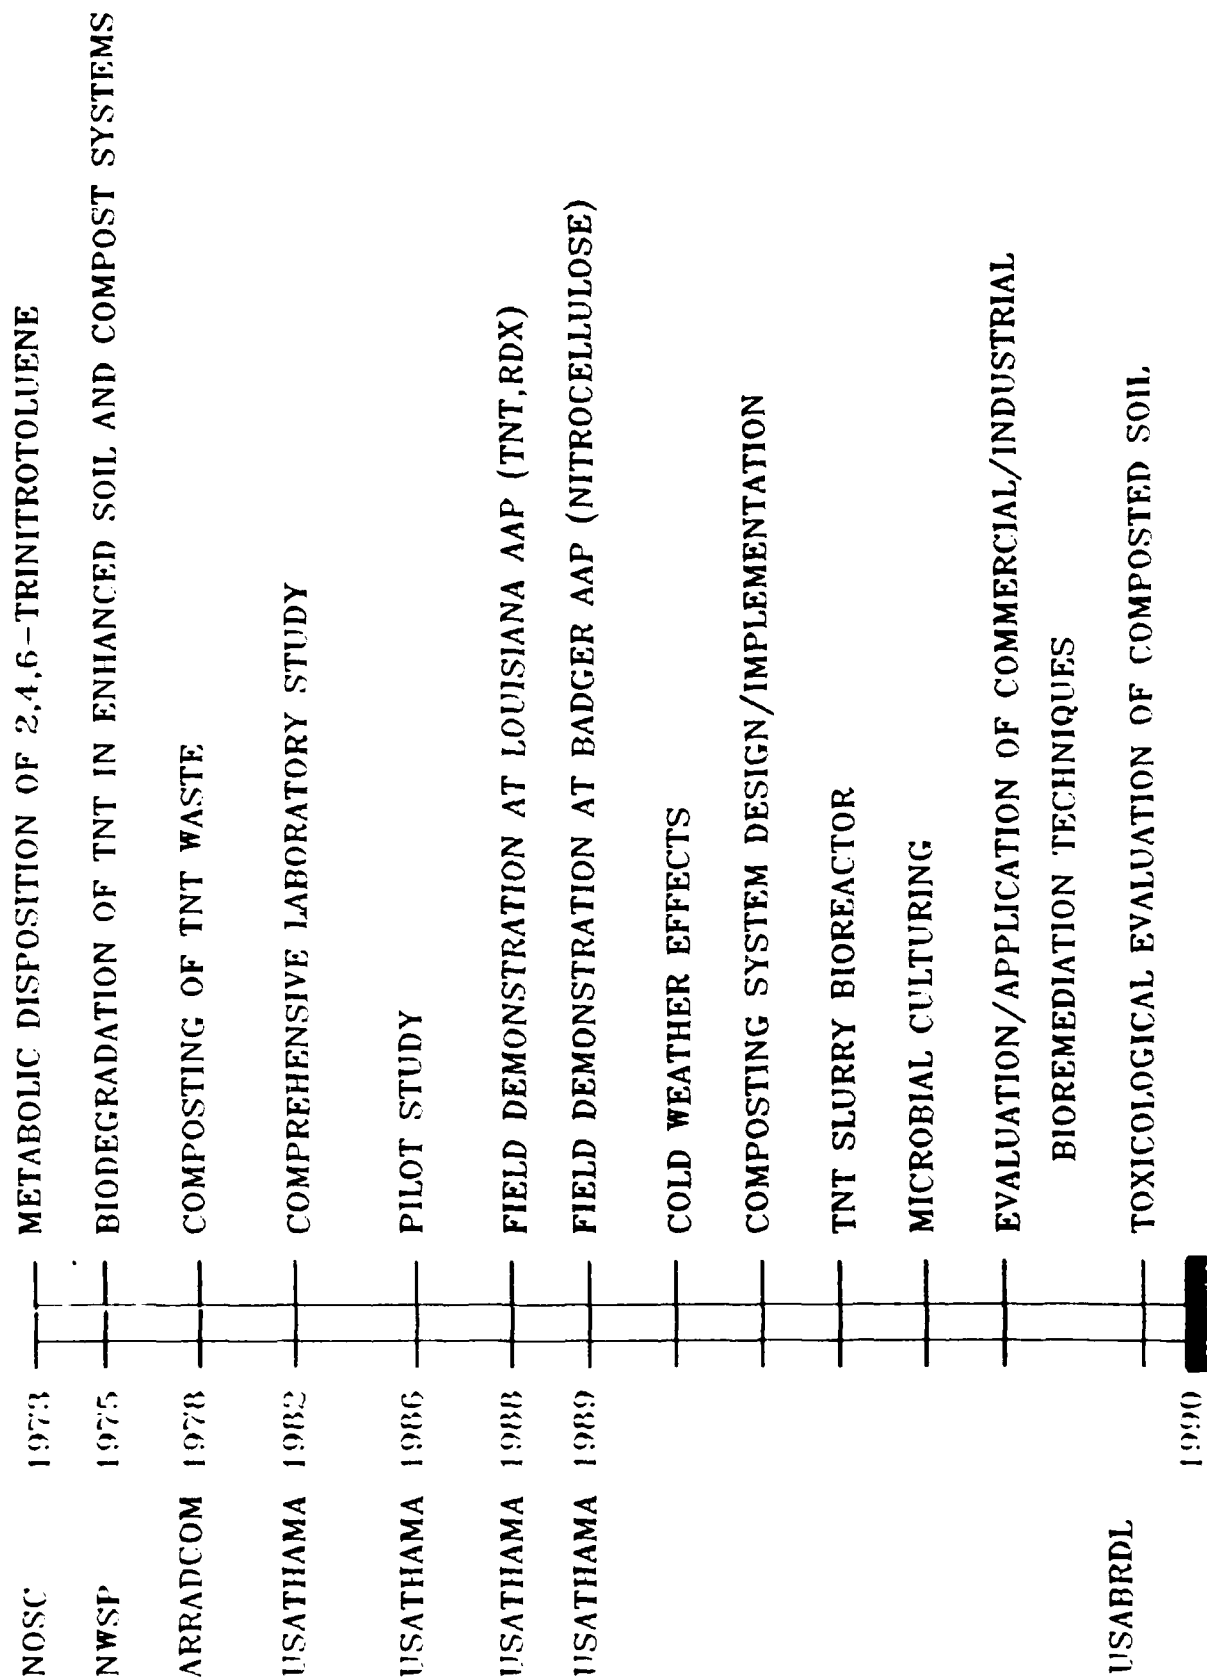 NOSC 1973 METABOLIC DISPOSITION OF 2,4,6-TRINITROTOLUENE
NWSP 1975 BIODEGRADATION OF TNT IN ENHANCED SOIL AND COMPOST SYSTEMS
ARRADCOM 1978 COMPOSTING OF TNT WASTE
USATHAMA 1982 COMPREHENSIVE LABORATORY STUDY
USATHAMA 1986 PILOT STUDY
USATHAMA 1988 FIELD DEMONSTRATION AT LOUISIANA AAP (TNT,RDX)
USATHAMA 1989 FIELD DEMONSTRATION AT BADGER AAP (NITROCELLULOSE)
COLD WEATHER EFFECTS
COMPOSTING SYSTEM DESIGN/IMPLEMENTATION
TNT SLURRY BIOREACTOR
MICROBIAL CULTURING
EVALUATION/APPLICATION OF COMMERCIAL/INDUSTRIAL
BIOREMEDIATION TECHNIQUES
USABRDL TOXICOLOGICAL EVALUATION OF COMPOSTED SOIL
1990